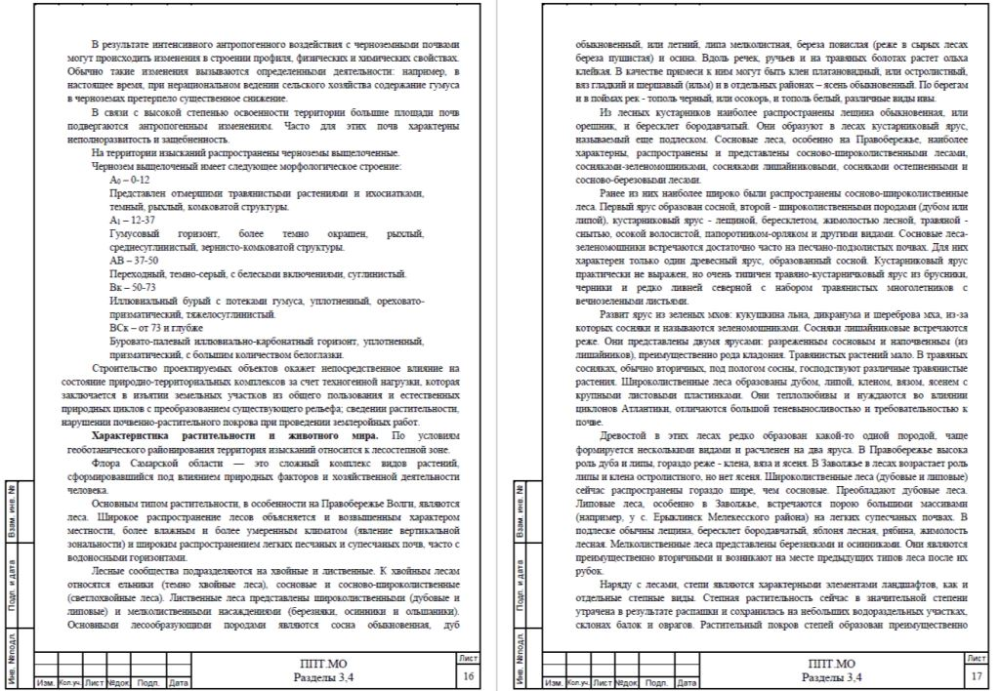 В результате интенсивного антропогенного воздействия с черноземными почвами
могут происходить изменения в строении профиля, физических и химических свойствах.
Обычно такие изменения вызываются определенными деятельности: например, в
настоящее время, при нерациональном ведении сельского хозяйства содержание гумуса
в черноземах претерпело существенное снижение.
В связи с высокой степенью освоенности территории большие площади почв
подвергаются антропогенным изменениям. Часто для этих почв характерны
неполноразвитость и защебненность.
На территории изысканий распространены черноземы выщелоченные.
Чернозем выщелоченый имеет следующее морфологическое строение:
А0 – 0-12
Представлен отмершими травянистыми растениями и ихосиатками,
темный, рыхлый, комковатой структуры.
А1 – 12-37
Гумусовый горизонт, более темно окрашен, рыхлый,
среднесуглинистый, зернисто-комковатой структуры.
АВ – 37-50
Переходный, темно-серый, с белесыми включениями, суглинистый.
Вк – 50-73
Иллювиальный бурый с потеками гумуса, уплотненный, ореховато-
призматический, тяжелосуглинистый.
ВСк – от 73 и глубже
Буровато-палевый иллювиально-карбонатный горизонт, уплотненный,
призматический, с большим количеством белоглазки.
Строительство проектируемых объектов окажет непосредственное влияние на
состояние природно-территориальных комплексов за счет техногенной нагрузки, которая
заключается в изъятии земельных участков из общего пользования и естественных
природных циклов с преобразованием существующего рельефа; сведении растительности,
нарушении почвенно-растительного покрова при проведении землеройных работ.
Характеристика растительности и животного мира. По условиям
геоботанического районирования территория изысканий относится к лесостепной зоне.
Флора Самарской области — это сложный комплекс видов растений,
сформировавшийся под влиянием природных факторов и хозяйственной деятельности
человека.
Основным типом растительности, в особенности на Правобережье Волги, являются
леса. Широкое распространение лесов объясняется и возвышенным характером
местности, более влажным и более умеренным климатом (явление вертикальной
зональности) и широким распространением легких песчаных и супесчаных почв, часто с
водоносными горизонтами.
Лесные сообщества подразделяются на хвойные и лиственные. К хвойным лесам
относятся ельники (темно хвойные леса), сосновые и сосново-широколиственные
(светлохвойные леса). Лиственные леса представлены широколиственными (дубовые и
липовые) и мелколиственными насаждениями (березняки, осинники и ольшаники).
Основными лесообразующими породами являются сосна обыкновенная, дуб
Взам. инв. №
Подп. и дата
Инв. №подл.
Изм. Кол.уч. Лист №док. Подп. Дата
ППТ.МО
Разделы 3,4
Лист
16
обыкновенный, или летний, липа мелколистная, береза повислая (реже в сырых лесах
береза пушистая) и осина. Вдоль речек, ручьев и на травяных болотах растет ольха
клейкая. В качестве примеси к ним могут быть клен платановидный, или остролистный,
вяз гладкий и шершавый (ильм) и в отдельных районах – ясень обыкновенный. По берегам
и в поймах рек - тополь черный, или осокорь, и тополь белый, различные виды ивы.
Из лесных кустарников наиболее распространены лещина обыкновенная, или
орешник, и бересклет бородавчатый. Они образуют в лесах кустарниковый ярус,
называемый еще подлеском. Сосновые леса, особенно на Правобережье, наиболее
характерны, распространены и представлены сосново-широколиственными лесами,
сосняками-зеленомошниками, сосняками лишайниковыми, сосняками остепненными и
сосново-березовыми лесами.
Ранее из них наиболее широко были распространены сосново-широколиственные
леса. Первый ярус образован сосной, второй - широколиственными породами (дубом или
липой), кустарниковый ярус - лещиной, бересклетом, жимолостью лесной, травяной -
снытью, осокой волосистой, папоротником-орляком и другими видами. Сосновые леса-
зеленомошники встречаются достаточно часто на песчано-подзолистых почвах. Для них
характерен только один древесный ярус, образованный сосной. Кустарниковый ярус
практически не выражен, но очень типичен травяно-кустарничковый ярус из брусники,
черники и редко линней северной с набором травянистых многолетников с
вечнозелеными листьями.
Развит ярус из зеленых мхов: кукушкина льна, дикранума и шереброва мха, из-за
которых сосняки и называются зеленомошниками. Сосняки лишайниковые встречаются
реже. Они представлены двумя ярусами: разреженным сосновым и напочвенным (из
лишайников), преимущественно рода кладония. Травянистых растений мало. В травяных
сосняках, обычно вторичных, под пологом сосны, господствуют различные травянистые
растения. Широколиственные леса образованы дубом, липой, кленом, вязом, ясенем с
крупными листовыми пластинками. Они теплолюбивы и нуждаются во влиянии
циклонов Атлантики, отличаются большой теневыносливостью и требовательностью к
почве.
Древостой в этих лесах редко образован какой-то одной породой, чаще
формируется несколькими видами и расчленен на два яруса. В Правобережье высока
роль дуба и липы, гораздо реже - клена, вяза и ясеня. В Заволжье в лесах возрастает роль
липы и клена остролистного, но нет ясеня. Широколиственные леса (дубовые и липовые)
сейчас распространены гораздо шире, чем сосновые. Преобладают дубовые леса.
Липовые леса, особенно в Заволжье, встречаются порою большими массивами
(например, у с. Ерыклинск Мелекесского района) на легких супесчаных почвах. В
подлеске обычны лещина, бересклет бородавчатый, яблоня лесная, рябина, жимолость
лесная. Мелколиственные леса представлены березняками и осинниками. Они являются
преимущественно вторичными и возникают на месте предыдущих типов леса после их
рубок.
Наряду с лесами, степи являются характерными элементами ландшафтов, как и
отдельные степные виды. Степная растительность сейчас в значительной степени
утрачена в результате распашки и сохранилась на небольших водораздельных участках,
склонах балок и оврагов. Растительный покров степей образован преимущественно
Взам. инв. №
Подп. и дата
Инв. №подл.
Изм. Кол.уч. Лист №док. Подп. Дата
ППТ.МО
Разделы 3,4
Лист
17